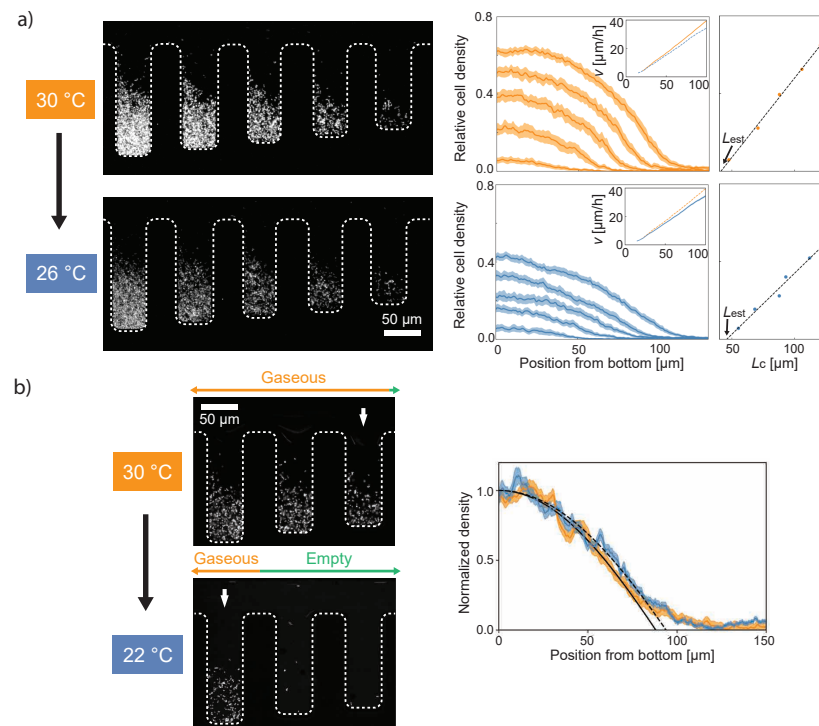 a)
30 °C
26 °C
50 µm
0.8
0.4
0.0
Relative cell density
40
20
0
v [µm/h]
0
50
100
Lest
0.8
0.4
0.0
Relative cell density
40
20
0
v [µm/h]
0
50
100
Lest
0
50
100
Position from bottom [µm]
50
100
Lc [µm]
b)
Gaseous
50 µm
30 °C
Gaseous
Empty
22 °C
1.0
0.5
0.0
Normalized density
0
50
100
150
Position from bottom [µm]